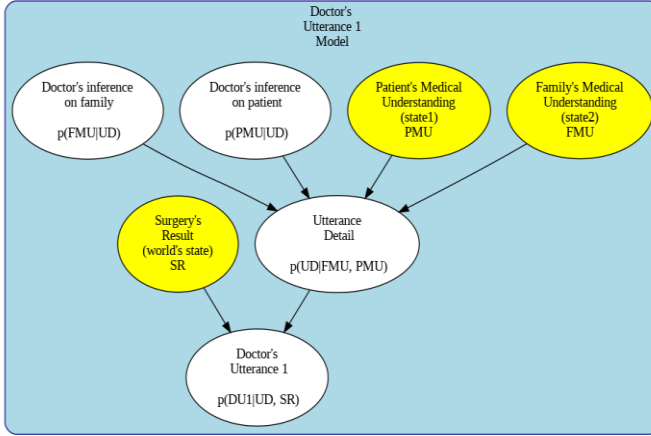 Doctor's
Utterance 1
Model
Doctor's inference
on family
p(FMU|UD)
Doctor's inference
on patient
p(PMU|UD)
Patient's Medical
Understanding
(state1)
PMU
Family's Medical
Understanding
(state2)
FMU
Surgery's
Result
(world's state)
SR
Utterance
Detail
p(UD|FMU, PMU)
Doctor's
Utterance 1
p(DU1|UD, SR)